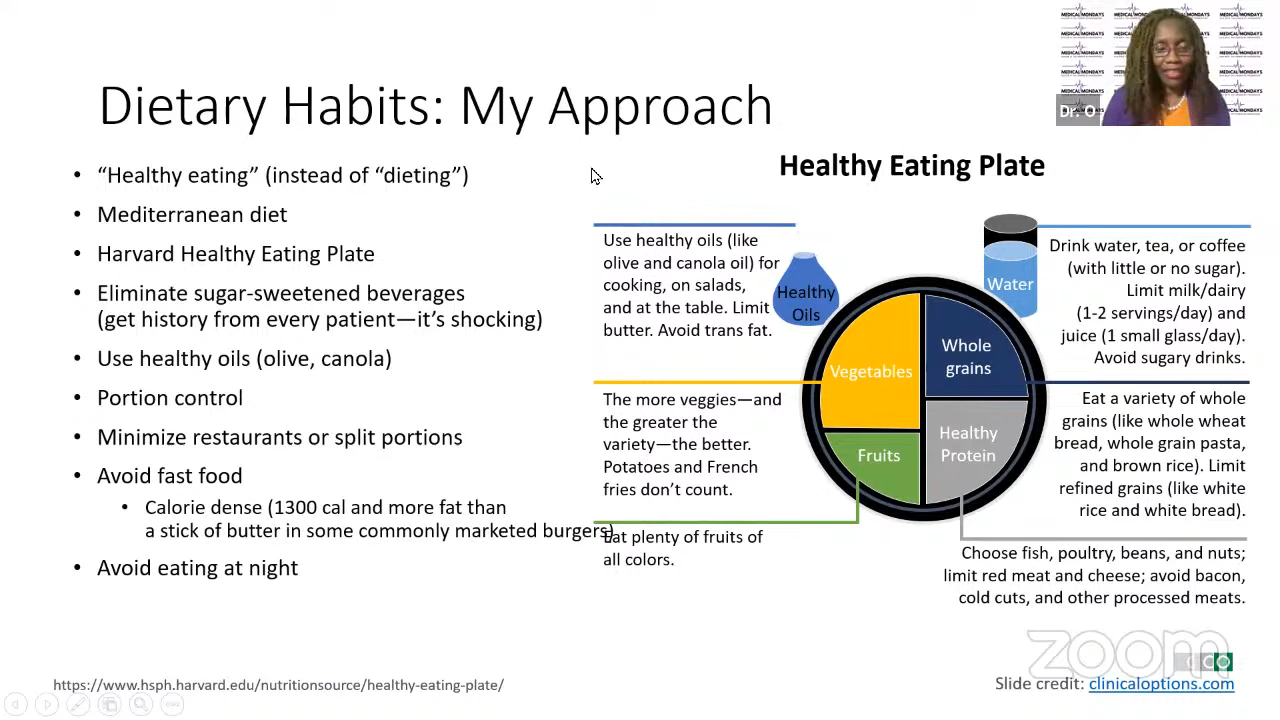 Dietary Habits: My Approach
• “Healthy eating” (instead of “dieting”)
• Mediterranean diet
• Harvard Healthy Eating Plate
• Eliminate sugar-sweetened beverages
(get history from every patient—it’s shocking)
• Use healthy oils (olive, canola)
• Portion control
• Minimize restaurants or split portions
• Avoid fast food
• Calorie dense (1300 cal and more fat than
a stick of butter in some commonly marketed burgers)
• Avoid eating at night
Healthy Eating Plate
Use healthy oils (like
olive and canola oil) for
cooking, on salads,
and at the table. Limit
butter. Avoid trans fat.
Healthy
Oils
The more veggies—and
the greater the
variety—the better.
Potatoes and French
fries don’t count.
Eat plenty of fruits of
all colors.
Vegetables
Fruits
Whole
grains
Healthy
Protein
Water
Drink water, tea, or coffee
(with little or no sugar).
Limit milk/dairy
(1-2 servings/day) and
juice (1 small glass/day).
Avoid sugary drinks.
Eat a variety of whole
grains (like whole wheat
bread, whole grain pasta,
and brown rice). Limit
refined grains (like white
rice and white bread).
Choose fish, poultry, beans, and nuts;
limit red meat and cheese; avoid bacon,
cold cuts, and other processed meats.
https://www.hsph.harvard.edu/nutritionsource/healthy-eating-plate/
Slide credit: clinicaloptions.com
zoom
cco
Dr. O
MEDICAL
MONDAYS